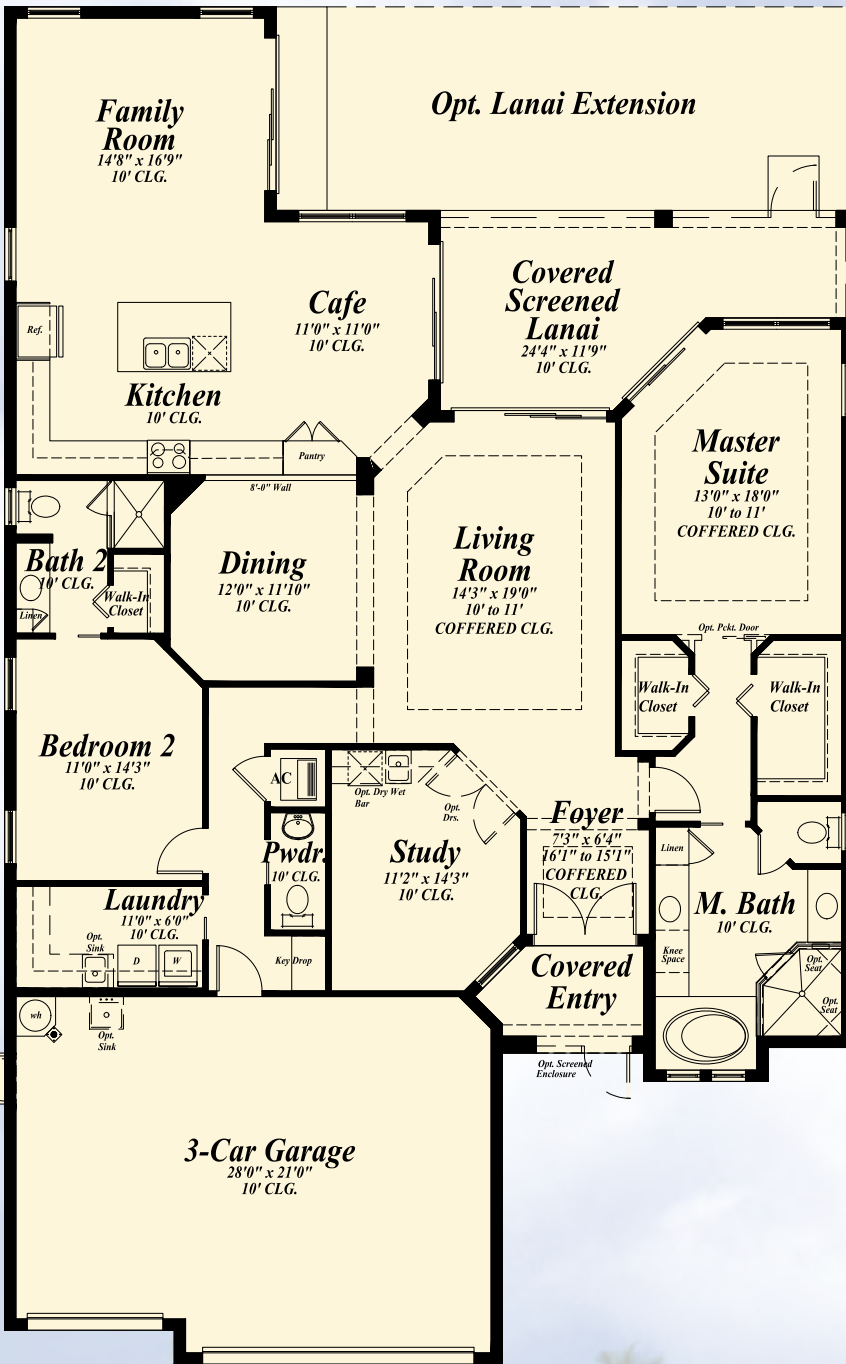 Family
Room
14'8" x 16'9"
10' CLG.
Opt. Lanai Extension
Covered
Screened
Lanai
24'4" x 11'9"
10' CLG.
Cafe
11'0" x 11'0"
10' CLG.
Ref.
Kitchen
10' CLG.
Pantry
8'-0" Wall
Master
Suite
13'0" x 18'0"
10' to 11'
COFFERED CLG.
Living
Room
14'3" x 19'0"
10' to 11'
COFFERED CLG.
Dining
12'0" x 11'10"
10' CLG.
Bath 2
10' CLG.
Linen
Walk-In
Closet
Opt. Pckt. Door
Walk-In
Closet
Walk-In
Closet
Bedroom 2
11'0" x 14'3"
10' CLG.
AC
Opt. Dry Wet
Bar
Opt.
Drs.
Foyer
7'3" x 6'4"
16'1" to 15'1"
COFFERED
CLG.
Pwdr.
10' CLG.
Study
11'2" x 14'3"
10' CLG.
Linen
M. Bath
10' CLG.
Knee
Space
Opt.
Seat
Opt.
Seat
Laundry
11'0" x 6'0"
10' CLG.
Opt.
Sink
D
W
Key Drop
Covered
Entry
Opt. Screened
Enclosure
wh
Opt.
Sink
3-Car Garage
28'0" x 21'0"
10' CLG.